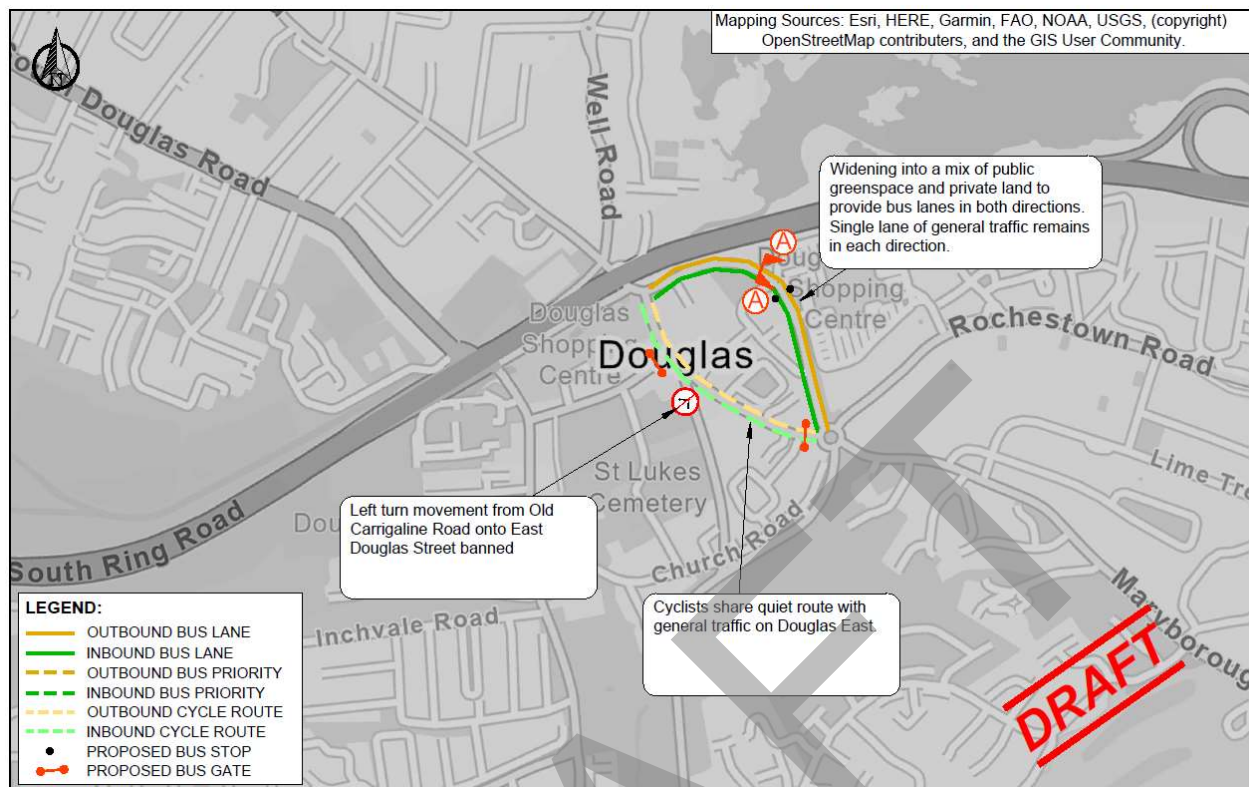 Mapping Sources: Esri, HERE, Garmin, FAO, NOAA, USGS, (copyright)
OpenStreetMap contributers, and the GIS User Community.
N
Douglas Road
Well Road
Widening into a mix of public
greenspace and private land to
provide bus lanes in both directions.
Single lane of general traffic remains
in each direction.
A
A
Shopping
Centre
Rochestown Road
Douglas
Centre
Douglas
St Lukes
Cemetery
Lime Tre
Left turn movement from Old
Carrigaline Road onto East
Douglas Street banned
South Ring Road
Church Road
Cyclists share quiet route with
general traffic on Douglas East.
Inchvale Road
Maryboroug
LEGEND:
OUTBOUND BUS LANE
INBOUND BUS LANE
OUTBOUND BUS PRIORITY
INBOUND BUS PRIORITY
OUTBOUND CYCLE ROUTE
INBOUND CYCLE ROUTE
PROPOSED BUS STOP
PROPOSED BUS GATE
DRAFT